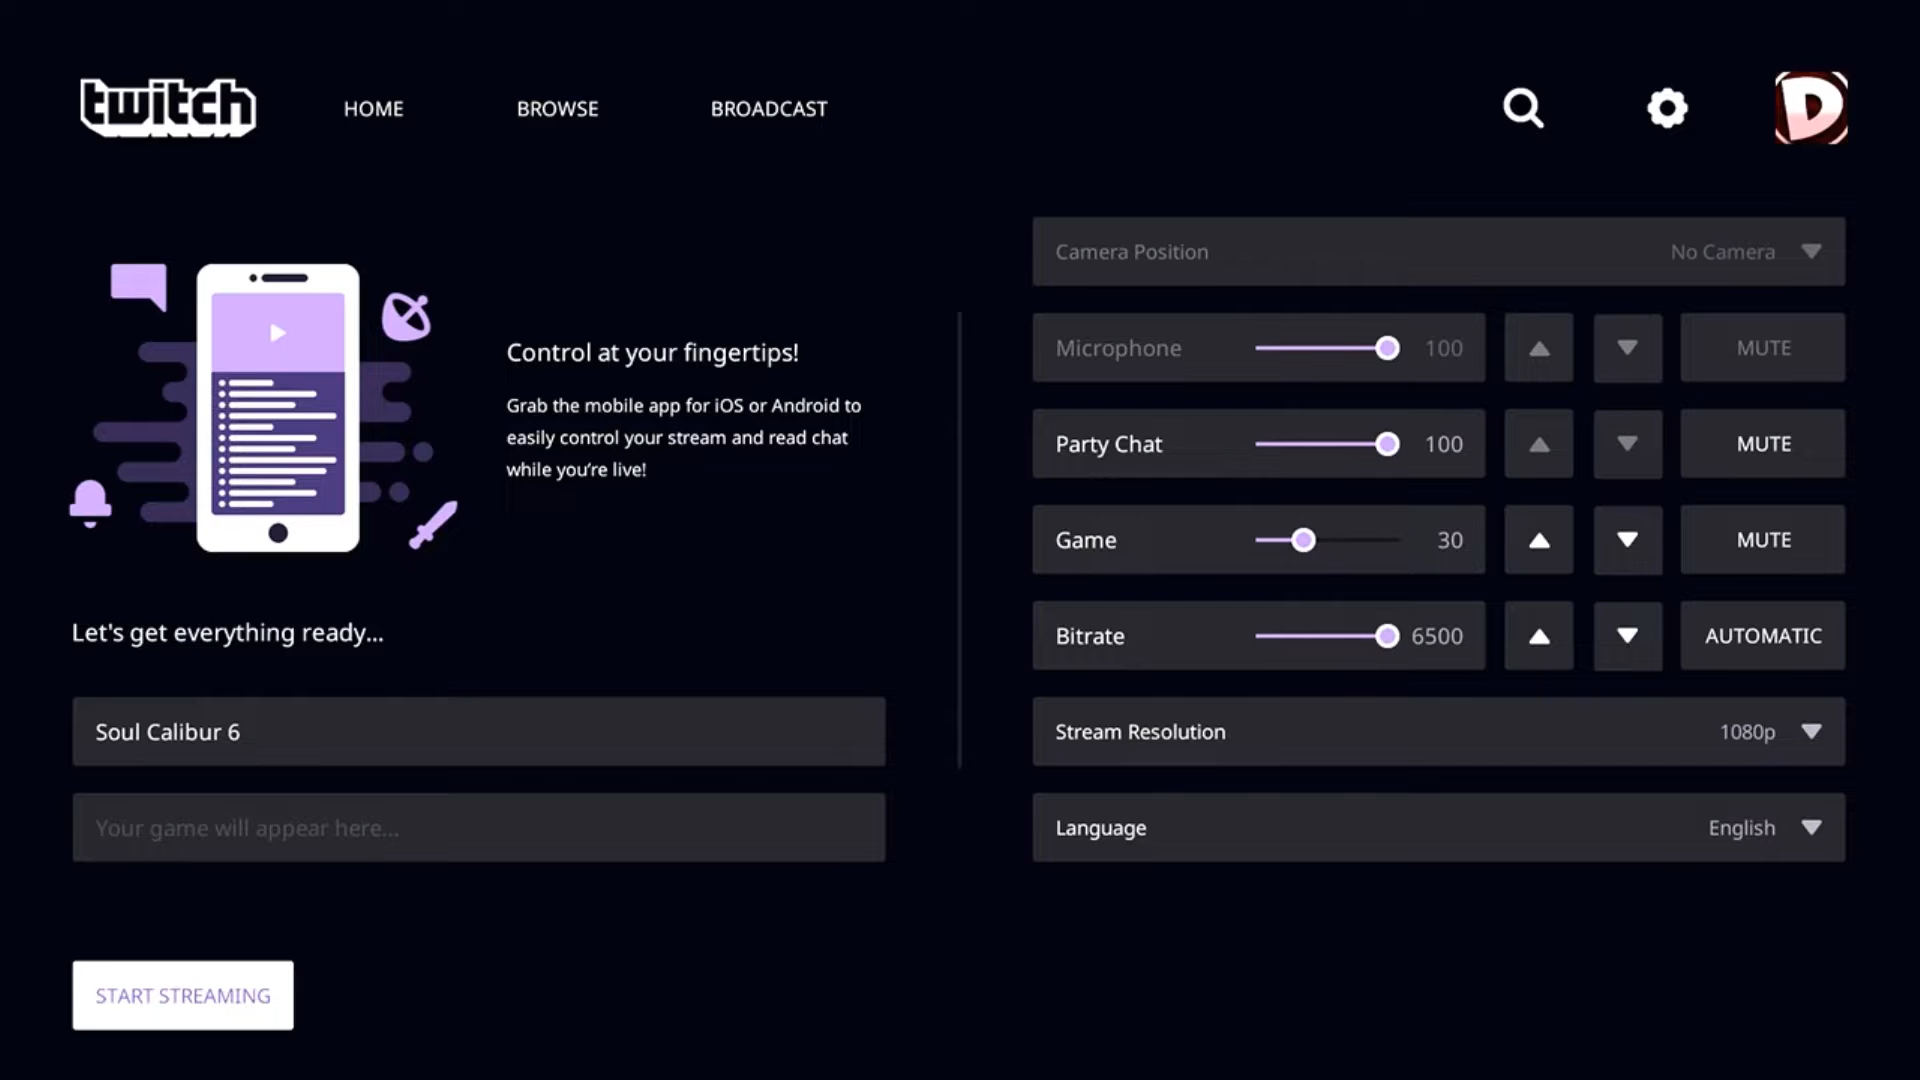 twitch
HOME
BROWSE
BROADCAST
D
Control at your fingertips!
Grab the mobile app for iOS or Android to
easily control your stream and read chat
while you’re live!
Let's get everything ready...
Soul Calibur 6
Your game will appear here...
START STREAMING
Camera Position No Camera
Microphone 100 MUTE
Party Chat 100 MUTE
Game 30 MUTE
Bitrate 6500 AUTOMATIC
Stream Resolution 1080p
Language English